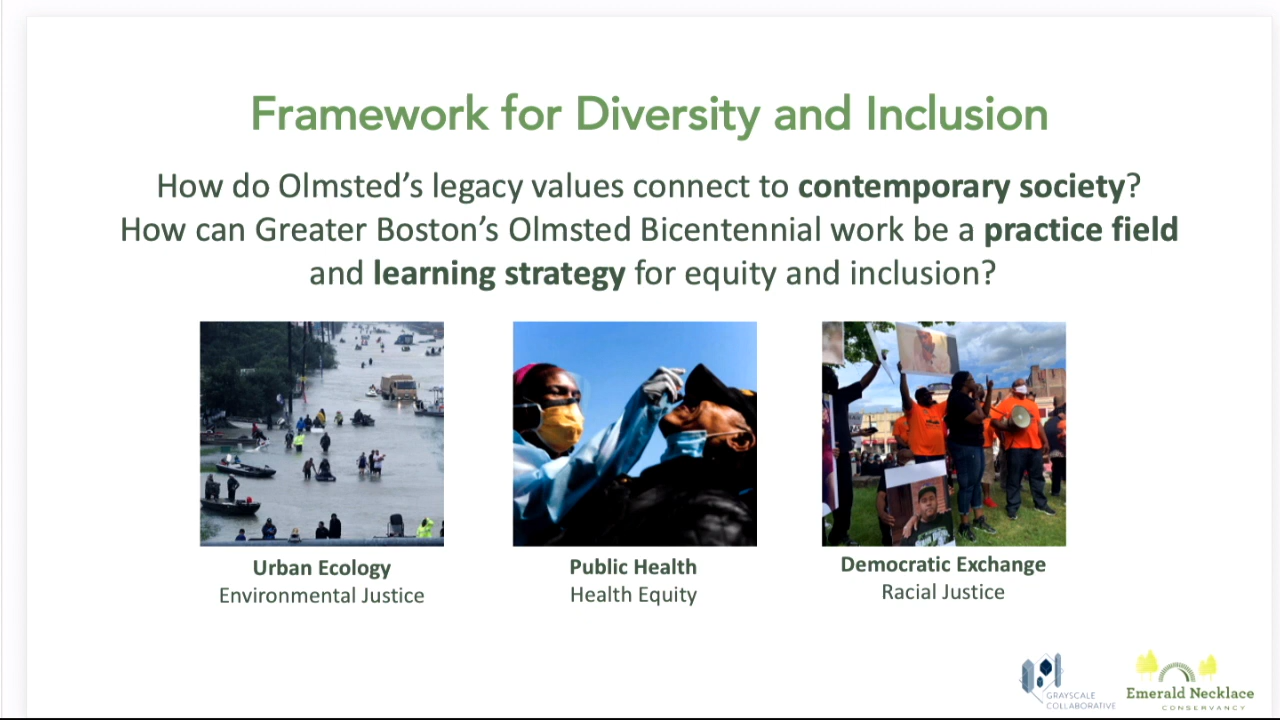 Framework for Diversity and Inclusion
How do Olmsted’s legacy values connect to contemporary society?
How can Greater Boston’s Olmsted Bicentennial work be a practice field
and learning strategy for equity and inclusion?
Urban Ecology
Environmental Justice
Public Health
Health Equity
Democratic Exchange
Racial Justice
GRAYSCALE
COLLABORATIVE
Emerald Necklace
CONSERVANCY